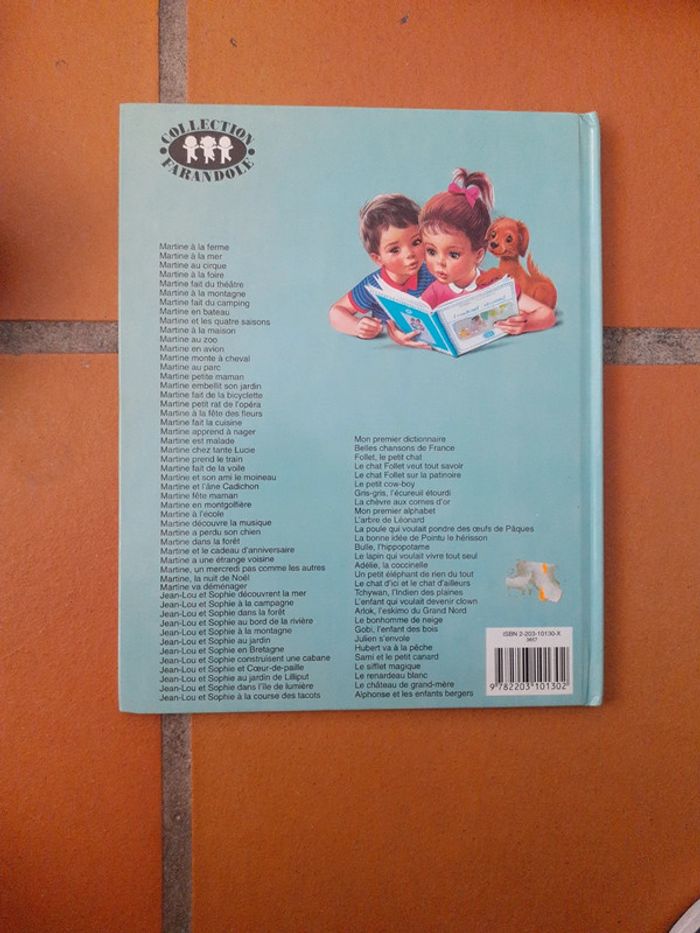 COLLECTION
FARANDOLE
Martine à la ferme
Martine à la mer
Martine au cirque
Martine à la foire
Martine fait du théâtre
Martine à la montagne
Martine fait du camping
Martine en bateau
Martine et les quatre saisons
Martine à la maison
Martine au zoo
Martine en avion
Martine monte à cheval
Martine au parc
Martine petite maman
Martine embellit son jardin
Martine fait de la bicyclette
Martine petit rat de l'opéra
Martine à la fête des fleurs
Martine fait la cuisine
Martine apprend à nager
Martine est malade
Martine chez tante Lucie
Martine prend le train
Martine fait de la voile
Martine et son ami le moineau
Martine et l'âne Cadichon
Martine fête maman
Martine en montgolfière
Martine à l'école
Martine découvre la musique
Martine a perdu son chien
Martine dans la forêt
Martine et le cadeau d'anniversaire
Martine a une étrange voisine
Martine, un mercredi pas comme les autres
Martine, la nuit de Noël
Martine va déménager
Jean-Lou et Sophie découvrent la mer
Jean-Lou et Sophie à la campagne
Jean-Lou et Sophie dans la forêt
Jean-Lou et Sophie au bord de la rivière
Jean-Lou et Sophie à la montagne
Jean-Lou et Sophie au jardin
Jean-Lou et Sophie en Bretagne
Jean-Lou et Sophie construisent une cabane
Jean-Lou et Sophie et Cœur-de-paille
Jean-Lou et Sophie au jardin de Lilliput
Jean-Lou et Sophie dans l'île de lumière
Jean-Lou et Sophie à la course des tacots
Mon premier dictionnaire
Belles chansons de France
Follet, le petit chat
Le chat Follet veut tout savoir
Le chat Follet sur la patinoire
Le petit cow-boy
Gris-gris, l'écureuil étourdi
La chèvre aux cornes d'or
Mon premier alphabet
L'arbre de Léonard
La poule qui voulait pondre des œufs de Pâques
La bonne idée de Pointu le hérisson
Bulle, l'hippopotame
Le lapin qui voulait vivre tout seul
Adélie, la coccinelle
Un petit éléphant de rien du tout
Le chat d'ici et le chat d'ailleurs
Tchywan, l'Indien des plaines
L'enfant qui voulait devenir clown
Arlok, l'eskimo du Grand Nord
Le bonhomme de neige
Gobi, l'enfant des bois
Julien s'envole
Hubert va à la pêche
Sami et le petit canard
Le sifflet magique
Le renardeau blanc
Le château de grand-mère
Alphonse et les enfants bergers
ISBN 2-203-10130-X
9 782203 101302